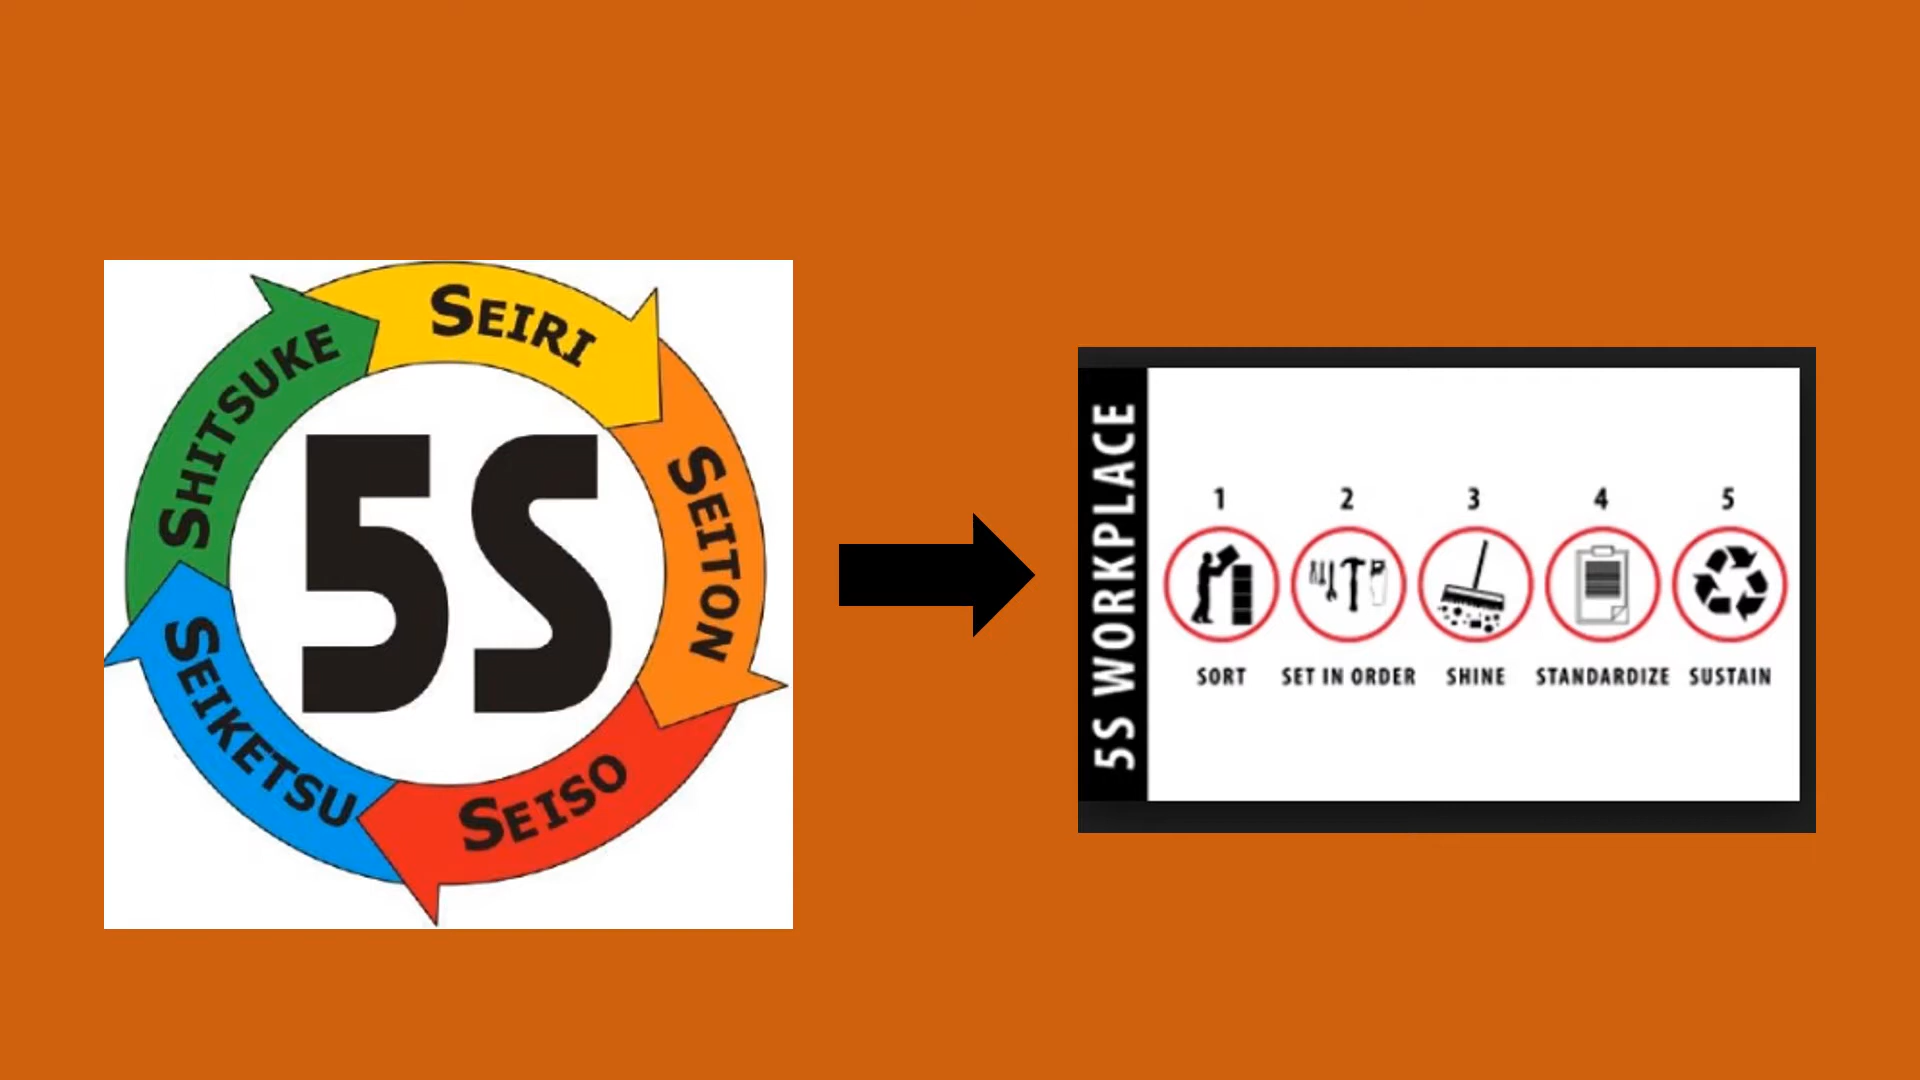 SEIRI
SEITON
SEISO
SEIKETSU
SHITSUKE
5S
5S WORKPLACE
1 2 3 4 5
SORT SET IN ORDER SHINE STANDARDIZE SUSTAIN